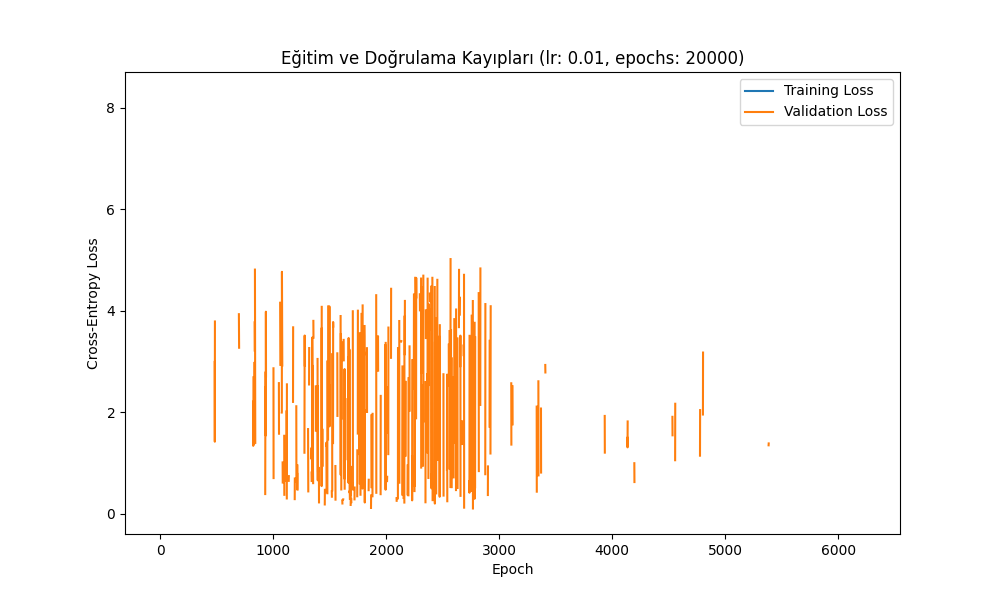 Eğitim ve Doğrulama Kayıpları (lr: 0.01, epochs: 20000)
Training Loss
Validation Loss
8
6
4
2
0
Cross-Entropy Loss
0 1000 2000 3000 4000 5000 6000
Epoch